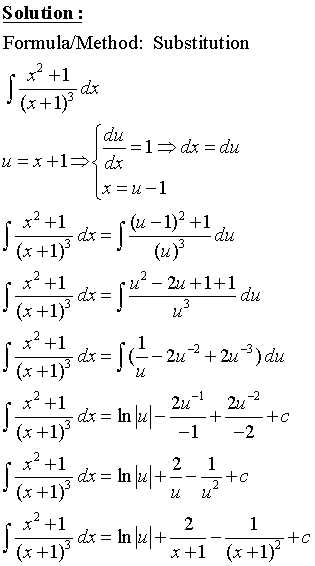 Solution :
Formula/Method: Substitution
∫ (x² + 1)/(x + 1)³ dx
u = x + 1 ⇒ { du/dx = 1 ⇒ dx = du
x = u − 1
∫ (x² + 1)/(x + 1)³ dx = ∫ ((u − 1)² + 1)/(u)³ du
∫ (x² + 1)/(x + 1)³ dx = ∫ (u² − 2u + 1 + 1)/u³ du
∫ (x² + 1)/(x + 1)³ dx = ∫ (1/u − 2u⁻² + 2u⁻³) du
∫ (x² + 1)/(x + 1)³ dx = ln|u| − 2u⁻¹/−1 + 2u⁻²/−2 + c
∫ (x² + 1)/(x + 1)³ dx = ln|u| + 2/u − 1/u² + c
∫ (x² + 1)/(x + 1)³ dx = ln|u| + 2/(x + 1) − 1/(x + 1)² + c